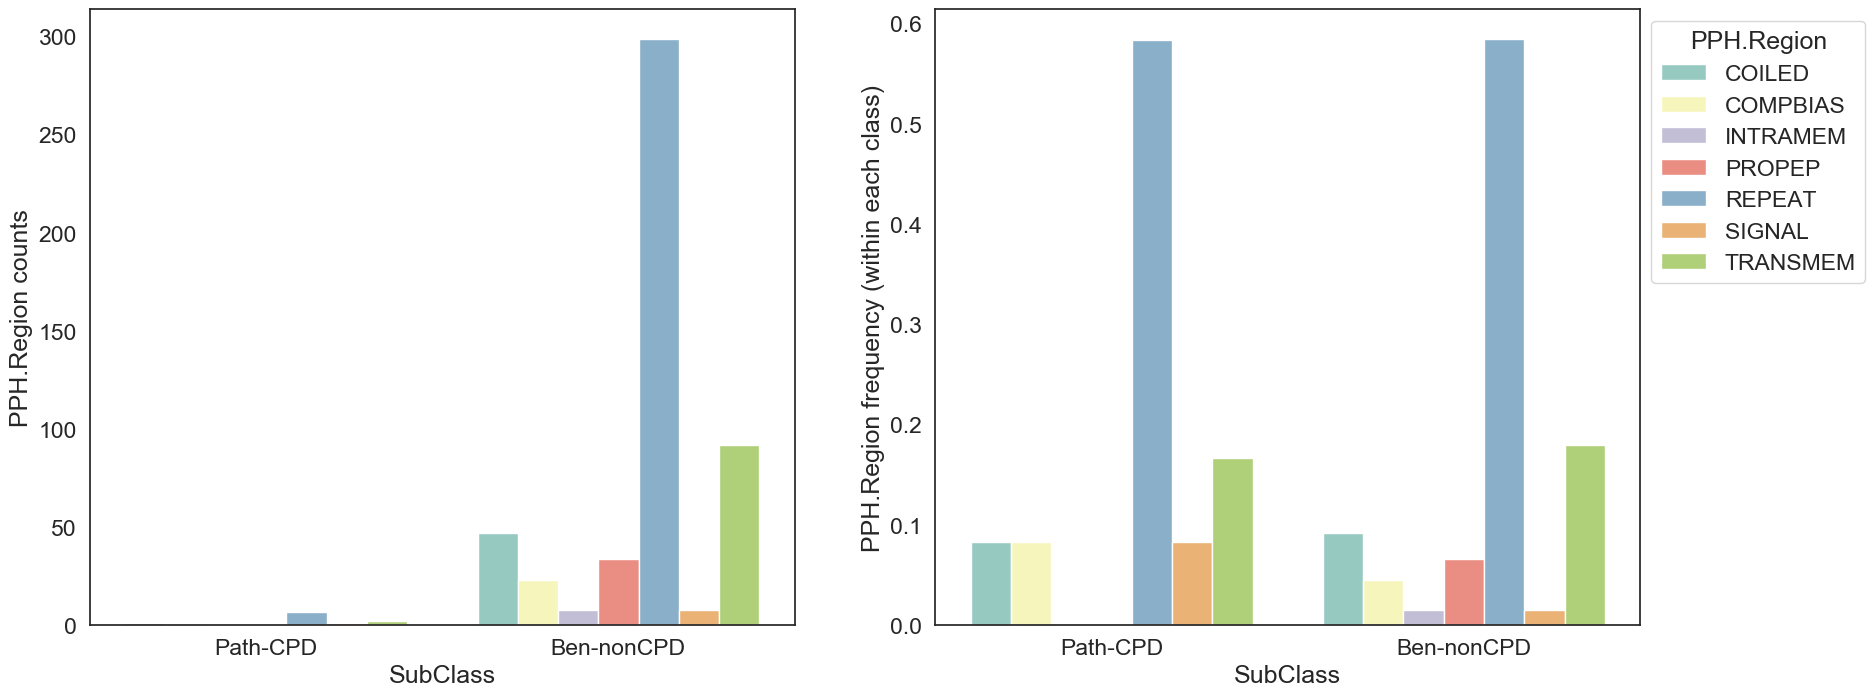 PPH.Region counts
300
250
200
150
100
50
0
Path-CPD
Ben-nonCPD
SubClass
PPH.Region frequency (within each class)
0.6
0.5
0.4
0.3
0.2
0.1
0.0
Path-CPD
Ben-nonCPD
SubClass
PPH.Region
COILED
COMPBIAS
INTRAMEM
PROPEP
REPEAT
SIGNAL
TRANSMEM